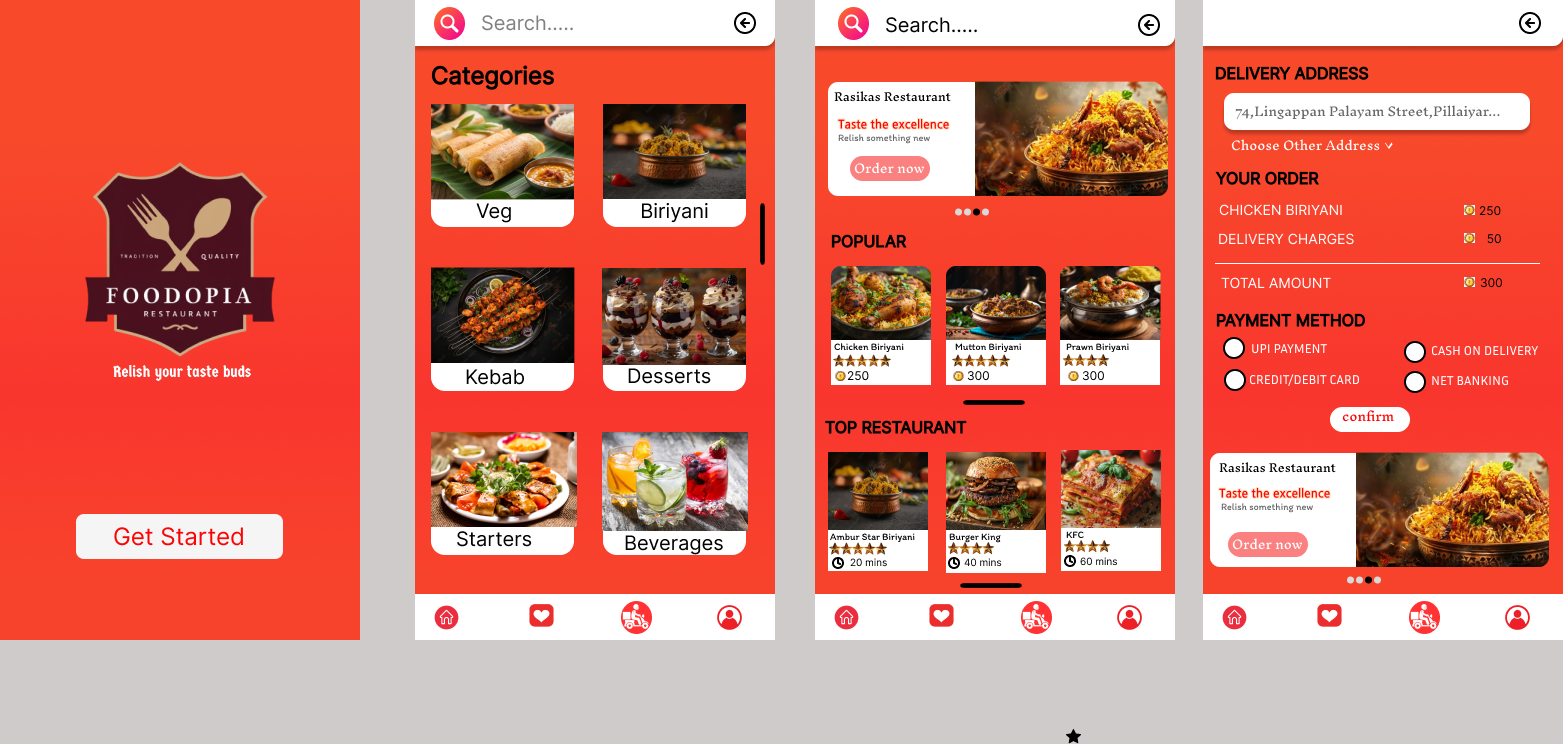 TRADITION
QUALITY
FOODOPIA
RESTAURANT
Relish your taste buds
Get Started
Search.....
Categories
Veg
Biriyani
Kebab
Desserts
Starters
Beverages
Search.....
Rasikas Restaurant
Taste the excellence
Relish something new
Order now
POPULAR
Chicken Biriyani
Mutton Biriyani
Prawn Biriyani
250
300
300
TOP RESTAURANT
Ambur Star Biriyani
Burger King
KFC
20 mins
40 mins
60 mins
DELIVERY ADDRESS
74,Lingappan Palayam Street,Pillaiyar...
Choose Other Address
YOUR ORDER
CHICKEN BIRIYANI 250
DELIVERY CHARGES 50
TOTAL AMOUNT 300
PAYMENT METHOD
UPI PAYMENT
CASH ON DELIVERY
CREDIT/DEBIT CARD
NET BANKING
confirm
Rasikas Restaurant
Taste the excellence
Relish something new
Order now